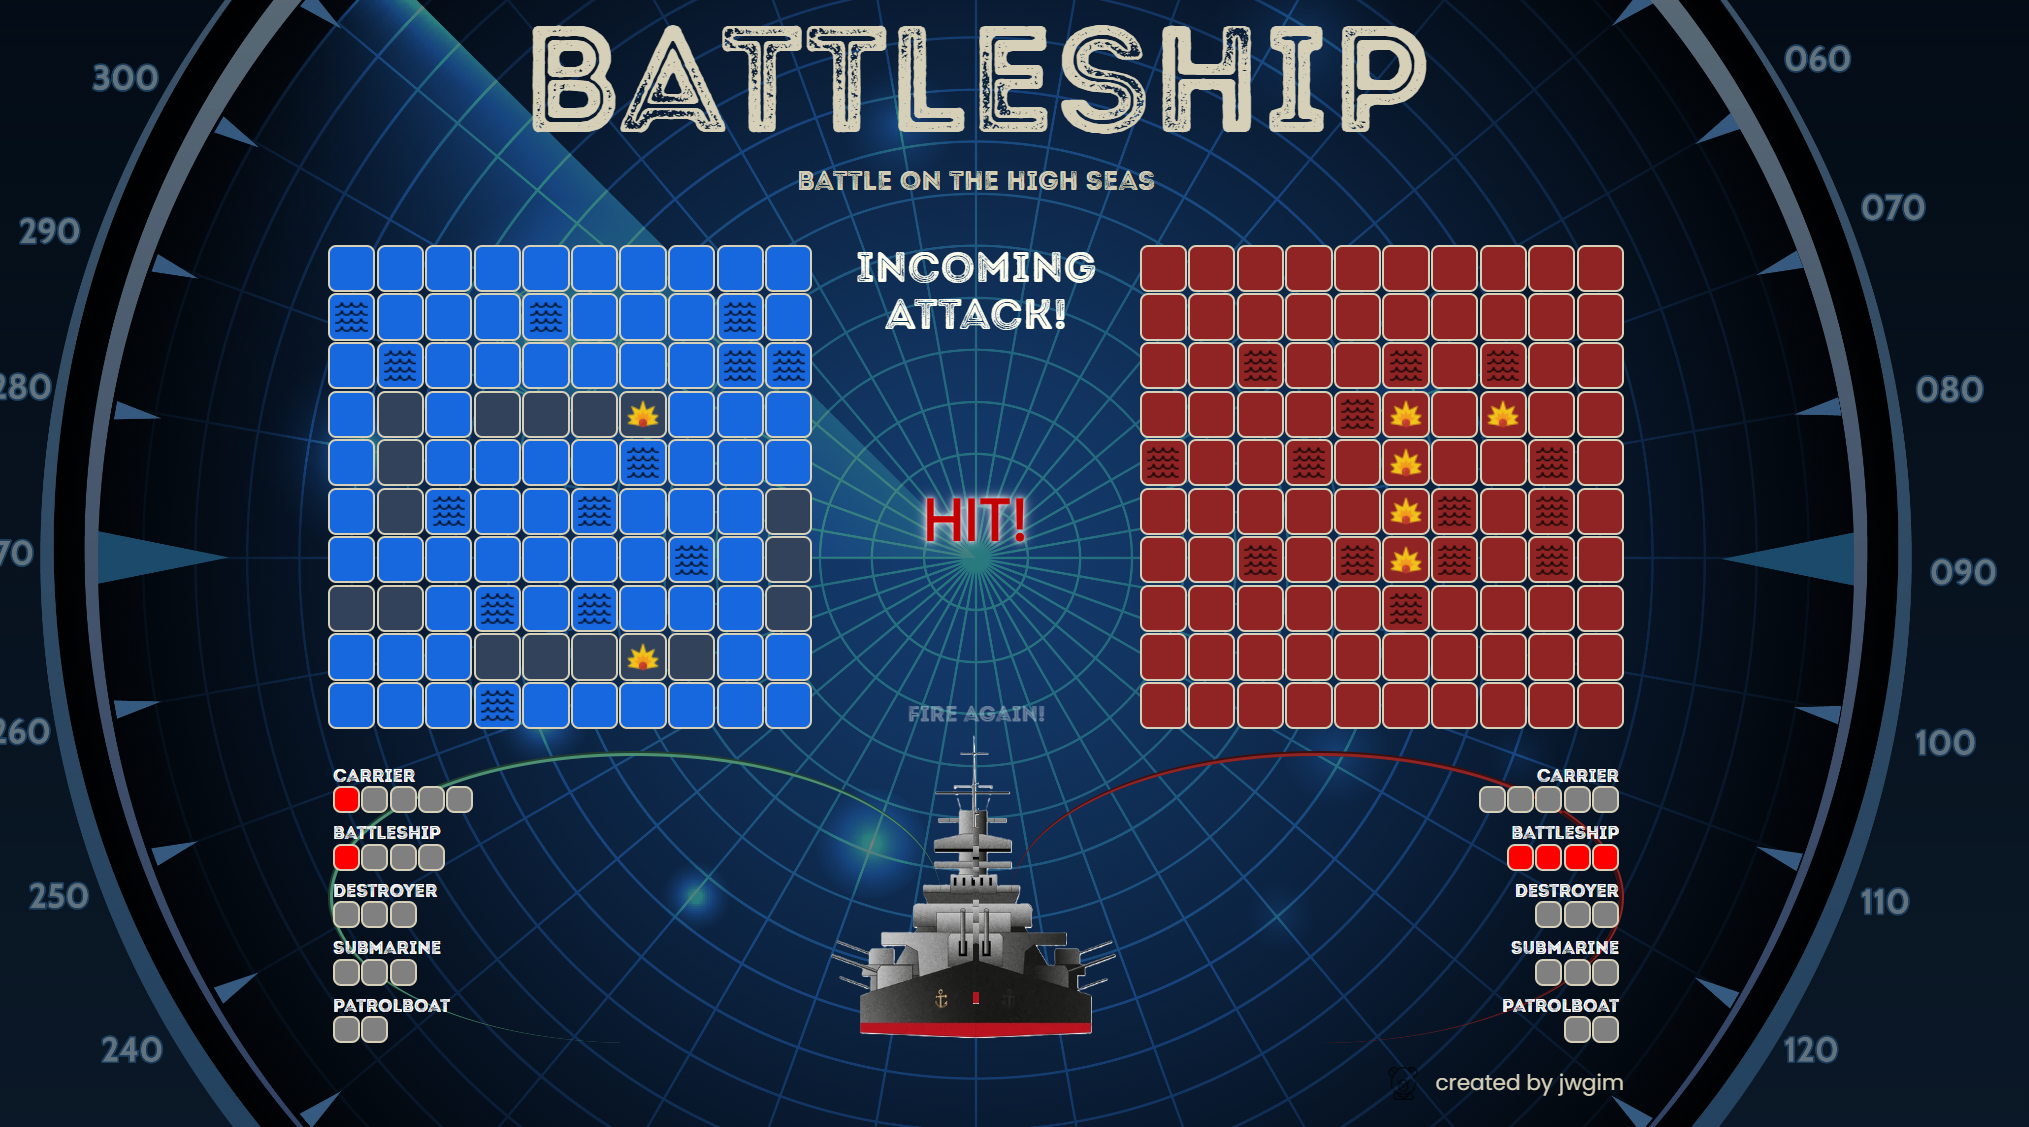 BATTLESHIP
BATTLE ON THE HIGH SEAS
INCOMING
ATTACK!
HIT!
FIRE AGAIN!
300
290
280
70
260
250
240
060
070
080
090
100
110
120
CARRIER
BATTLESHIP
DESTROYER
SUBMARINE
PATROLBOAT
CARRIER
BATTLESHIP
DESTROYER
SUBMARINE
PATROLBOAT
created by jwgim